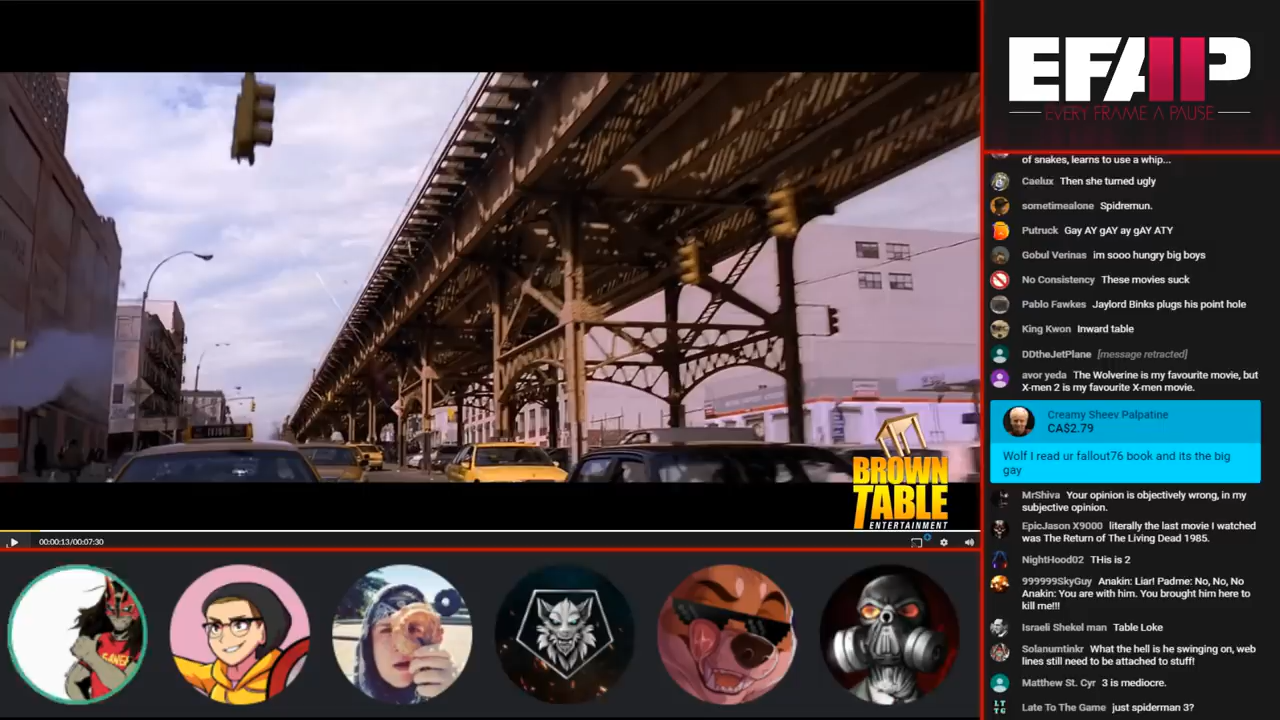 EFAP
EVERY FRAME A PAUSE
of snakes, learns to use a whip...
Caelux Then she turned ugly
sometimealone Spidremun.
Putruck Gay AY gAY ay gAY ATY
Gobul Verinas im sooo hungry big boys
No Consistency These movies suck
Pablo Fawkes Jaylord Binks plugs his point hole
King Kwon Inward table
DDtheJetPlane [message retracted]
avor yeda The Wolverine is my favourite movie, but
X-men 2 is my favourite X-men movie.
Creamy Sheev Palpatine
CA$2.79
Wolf I read ur fallout76 book and its the big
gay
MrShiva Your opinion is objectively wrong, in my
subjective opinion.
EpicJason X9000 literally the last movie I watched
was The Return of The Living Dead 1985.
NightHood02 THis is 2
999999SkyGuy Anakin: Liar! Padme: No, No, No
Anakin: You are with him. You brought him here to
kill me!!!
Israeli Shekel man Table Loke
Solanumtinkr What the hell is he swinging on, web
lines still need to be attached to stuff!
Matthew St. Cyr 3 is mediocre.
LT
TG
Late To The Game just spiderman 3?
BROWN
TABLE
ENTERTAINMENT
00:00:13/00:07:30